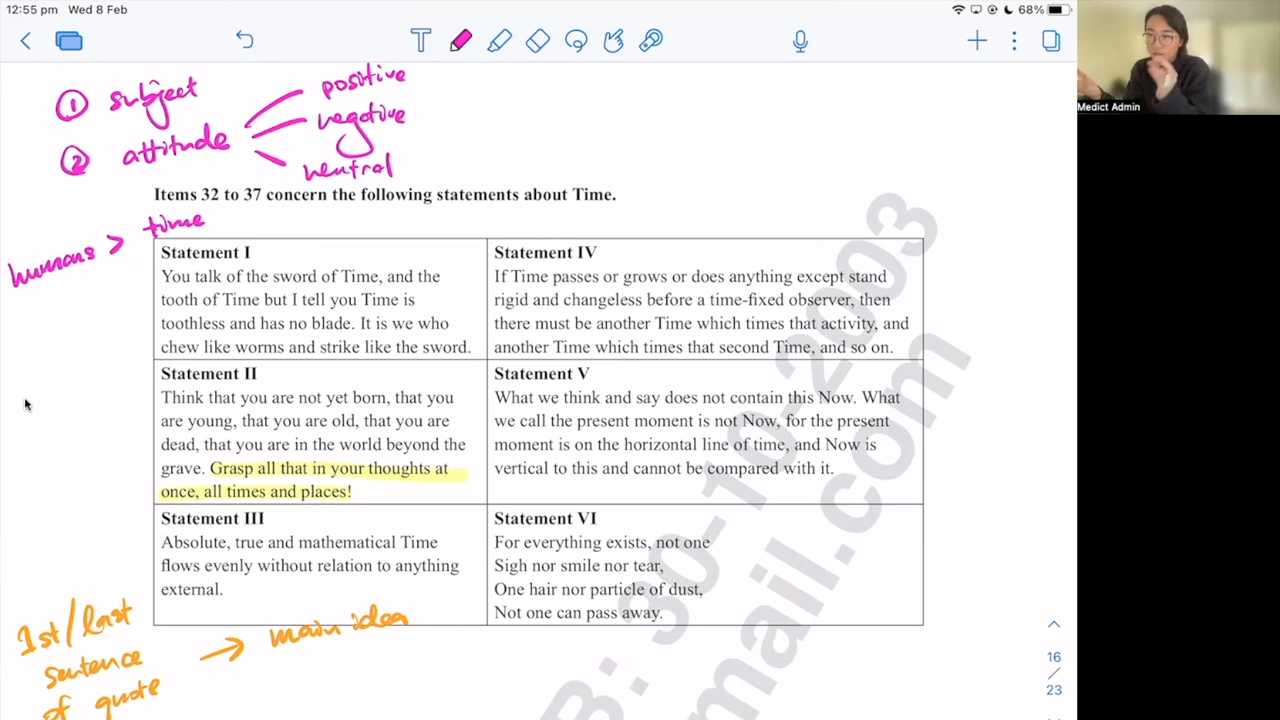 12:55 pm Wed 8 Feb
68%
T
① subject
② attitude
positive
negative
neutral
Items 32 to 37 concern the following statements about Time.
humans > time
Statement I
You talk of the sword of Time, and the
tooth of Time but I tell you Time is
toothless and has no blade. It is we who
chew like worms and strike like the sword.
Statement IV
If Time passes or grows or does anything except stand
rigid and changeless before a time-fixed observer, then
there must be another Time which times that activity, and
another Time which times that second Time, and so on.
Statement II
Think that you are not yet born, that you
are young, that you are old, that you are
dead, that you are in the world beyond the
grave. Grasp all that in your thoughts at
once, all times and places!
Statement V
What we think and say does not contain this Now. What
we call the present moment is not Now, for the present
moment is on the horizontal line of time, and Now is
vertical to this and cannot be compared with it.
Statement III
Absolute, true and mathematical Time
flows evenly without relation to anything
external.
Statement VI
For everything exists, not one
Sigh nor smile nor tear,
One hair nor particle of dust,
Not one can pass away.
1st/last
sentence
of quote
→ main idea
16
/
23
Medict Admin
B: 30-10-2003
mail.com